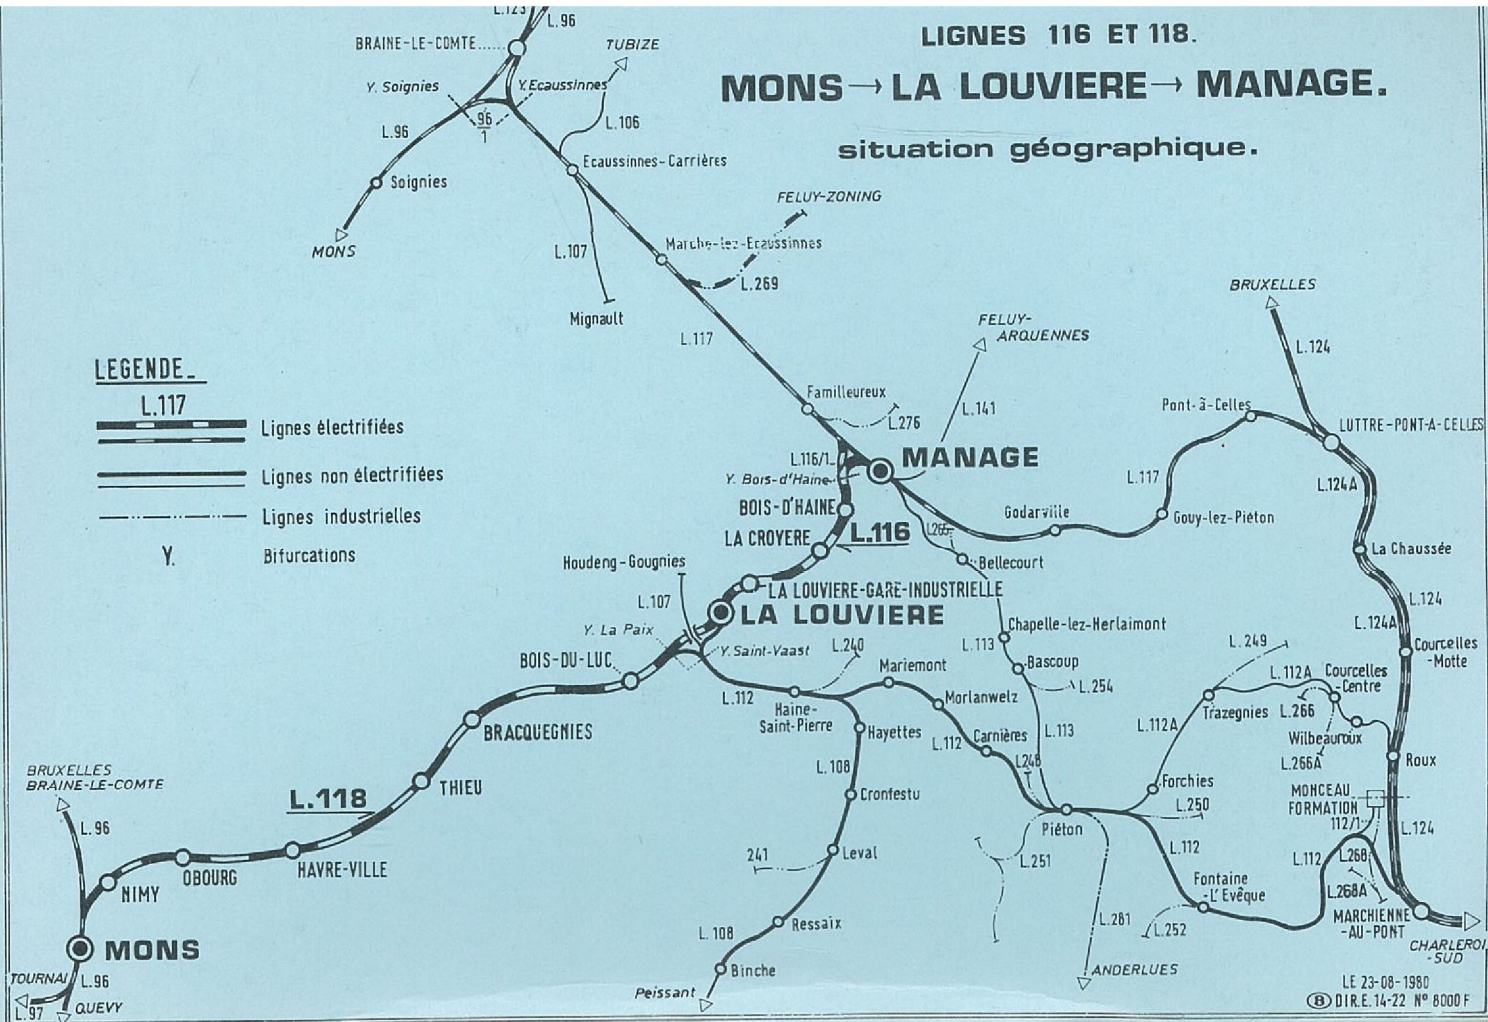 LIGNES 116 ET 118.
MONS → LA LOUVIERE → MANAGE.
situation géographique.
L.123
L.96
BRAINE-LE-COMTE......
TUBIZE
Y. Soignies
Y. Ecaussinnes
L.96
96
1
L.106
Soignies
Ecaussinnes-Carrières
MONS
L.107
FELUY-ZONING
Marche-lez-Ecaussinnes
L.269
Mignault
L.117
BRUXELLES
L.124
FELUY-
ARQUENNES
L.141
Familleureux
L.276
LEGENDE_
L.117
Lignes électrifiées
Lignes non électrifiées
Lignes industrielles
Y.
Bifurcations
Pont-à-Celles
LUTTRE-PONT-A-CELLES
L.116/1
MANAGE
Y. Bois-d'Haine
L.117
L.124A
BOIS-D'HAINE
Godarville
Gouy-lez-Piéton
LA CROYERE
L.116
L.265
Bellecourt
La Chaussée
Houdeng-Gougnies
L.107
LA LOUVIERE-GARE-INDUSTRIELLE
LA LOUVIERE
L.124
L.124A
Y. La Paix
Y. Saint-Vaast
L.240
L.113
Chapelle-lez-Herlaimont
L.249
Courcelles
-Motte
BOIS-DU-LUC
Mariemont
Bascoup
L.254
L.112A
Courcelles
-Centre
L.112
Haine-
Saint-Pierre
Morlanwelz
Trazegnies
L.266
BRACQUEGNIES
Hayettes
L.112
Carnières
L.113
L.112A
Wilbeauroux
L.266A
Roux
L.108
L.248
BRUXELLES
BRAINE-LE-COMTE
THIEU
Cronfestu
Forchies
L.250
MONCEAU
FORMATION
112/1
L.118
L.96
Piéton
L.124
241
Leval
L.251
L.112
L.112
L.268
NIMY
OBOURG
HAVRE-VILLE
Fontaine
-L'Evêque
L.268A
MONS
L.108
Ressaix
L.281
L.252
MARCHIENNE
-AU-PONT
CHARLEROI
-SUD
TOURNAI
L.96
Binche
ANDERLUES
Peissant
L.97
QUEVY
LE 23-08-1980
B DIR.E. 14-22 N° 8000 F